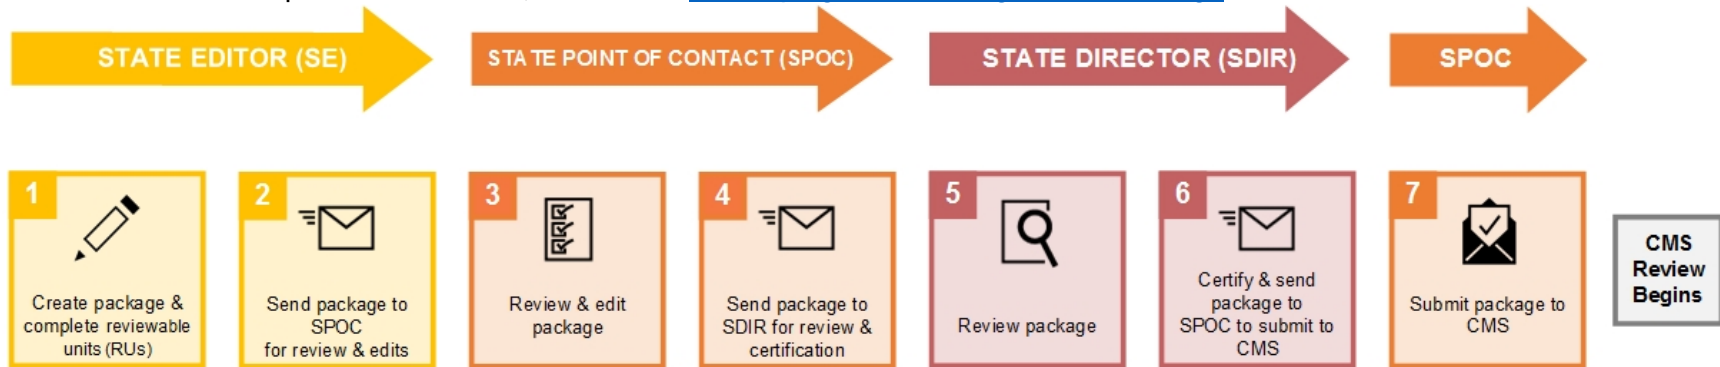 STATE EDITOR (SE)
STATE POINT OF CONTACT (SPOC)
STATE DIRECTOR (SDIR)
SPOC
1
Create package &
complete reviewable
units (RUs)
2
Send package to
SPOC
for review & edits
3
Review & edit
package
4
Send package to
SDIR for review &
certification
5
Review package
6
Certify & send
package to
SPOC to submit to
CMS
7
Submit package to
CMS
CMS
Review
Begins